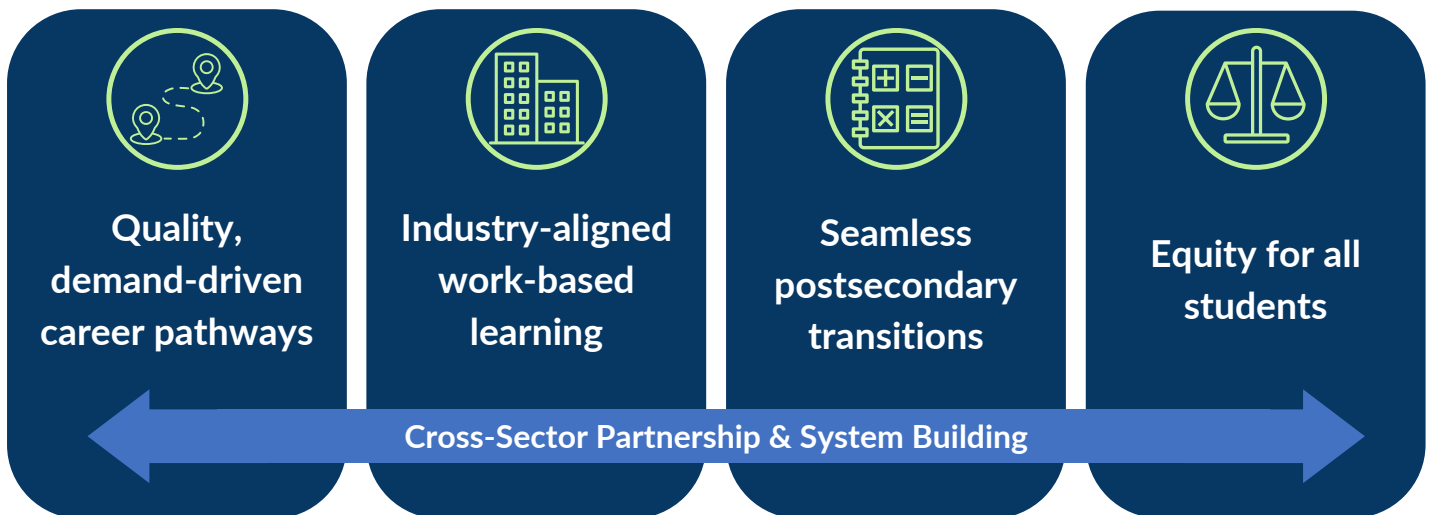 Quality,
demand-driven
career pathways
Industry-aligned
work-based
learning
Seamless
postsecondary
transitions
Equity for all
students
Cross-Sector Partnership & System Building